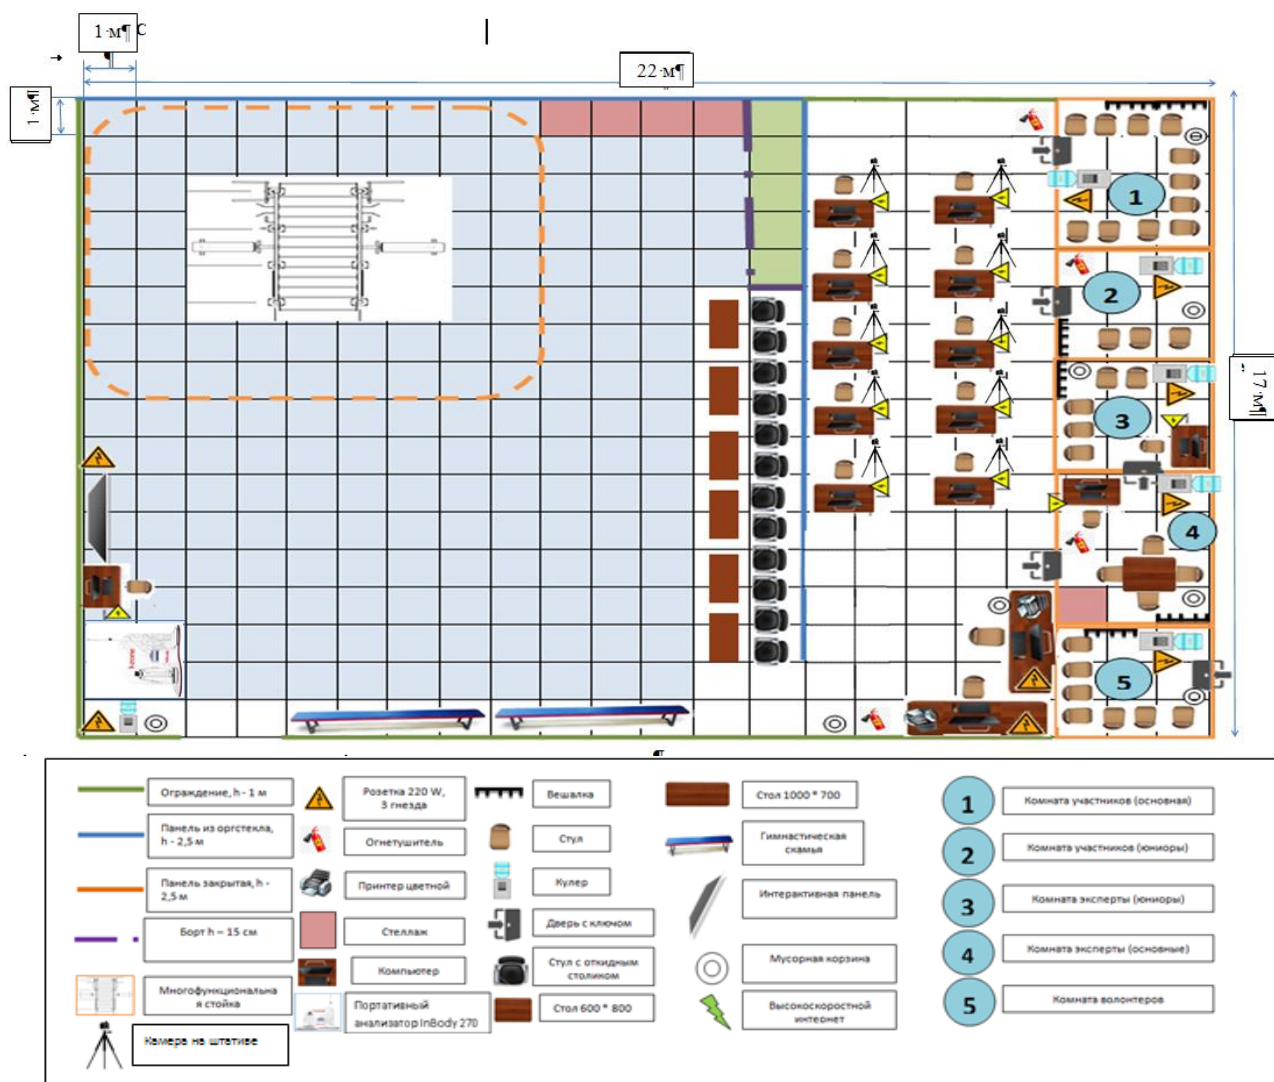 1·м¶ С
¶
22·м¶
1·м¶
17·м¶
1
2
3
4
5
¶
Ограждение, h - 1 м
Панель из оргстекла,
h - 2,5 м
Панель закрытая, h -
2,5 м
Борт h – 15 см
Многофункциональна
я стойка
Камера на штативе
Розетка 220 W,
3 гнезда
Огнетушитель
Принтер цветной
Стеллаж
Компьютер
Портативный
анализатор InBody 270
Вешалка
Стул
Кулер
Дверь с ключом
Стул с откидным
столиком
Стол 600 * 800
Стол 1000 * 700
Гимнастическая
скамья
Интерактивная панель
Мусорная корзина
Высокоскоростной
интернет
1
Комната участников (основная)
2
Комната участников (юниоры)
3
Комната эксперты (юниоры)
4
Комната эксперты (основные)
5
Комната волонтеров